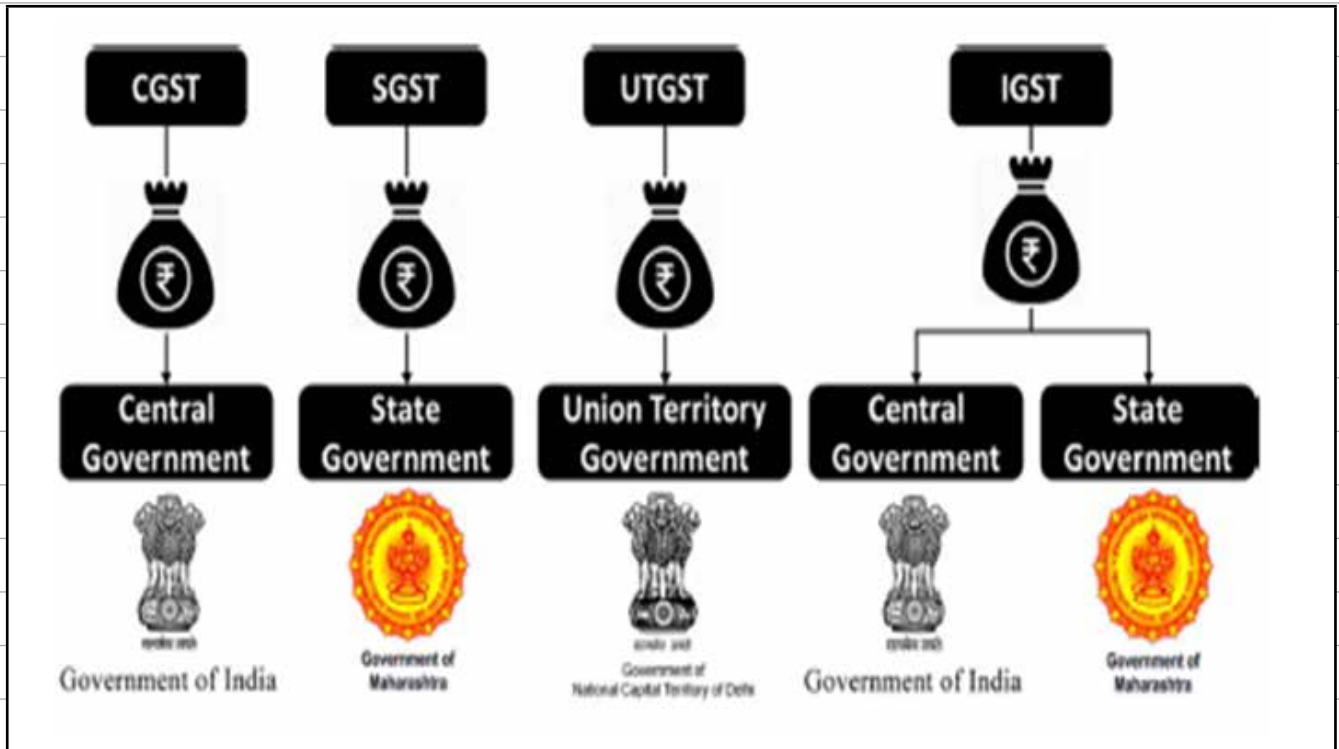 CGST
SGST
UTGST
IGST
₹
₹
₹
₹
Central
Government
State
Government
Union Territory
Government
Central
Government
State
Government
Government of India
Government of
Maharashtra
Government of
National Capital Territory of Delhi
Government of India
Government of
Maharashtra